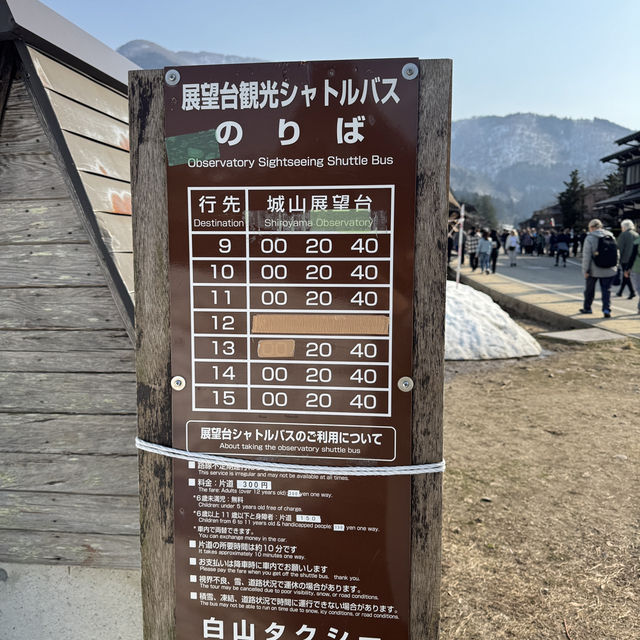 展望台観光シャトルバス
のりば
Observatory Sightseeing Shuttle Bus
行先 城山展望台
Destination Shiroyama Observatory
9 00 20 40
10 00 20 40
11 00 20 40
12
13 20 40
14 00 20 40
15 00 20 40
展望台シャトルバスのご利用について
About taking the observatory shuttle bus
This service is irregular and may not be available at all times.
■料金：片道 300円
The fare: Adults (over 12 years old) yen one way.
*6歳未満児：無料
Children: under 5 years old free of charge.
*6歳以上11歳以下と身障者：片道 150
Children from 6 to 11 years old & handicapped people: yen one way.
*車内で両替できます。
You can exchange money in the car.
■片道の所要時間は約10分です
It takes approximately 10 minutes one way.
■お支払いは降車時に車内でお願いします
Please pay the fare when you get off the shuttle bus. thank you.
■視界不良、雪、道路状況で運休の場合があります。
The tour may be cancelled due to poor visibility, snow, or road conditions.
■積雪、凍結、道路状況で時間に運行できない場合があります。
The bus may not be able to run on time due to snow, icy conditions, or road conditions.
白山タクシー